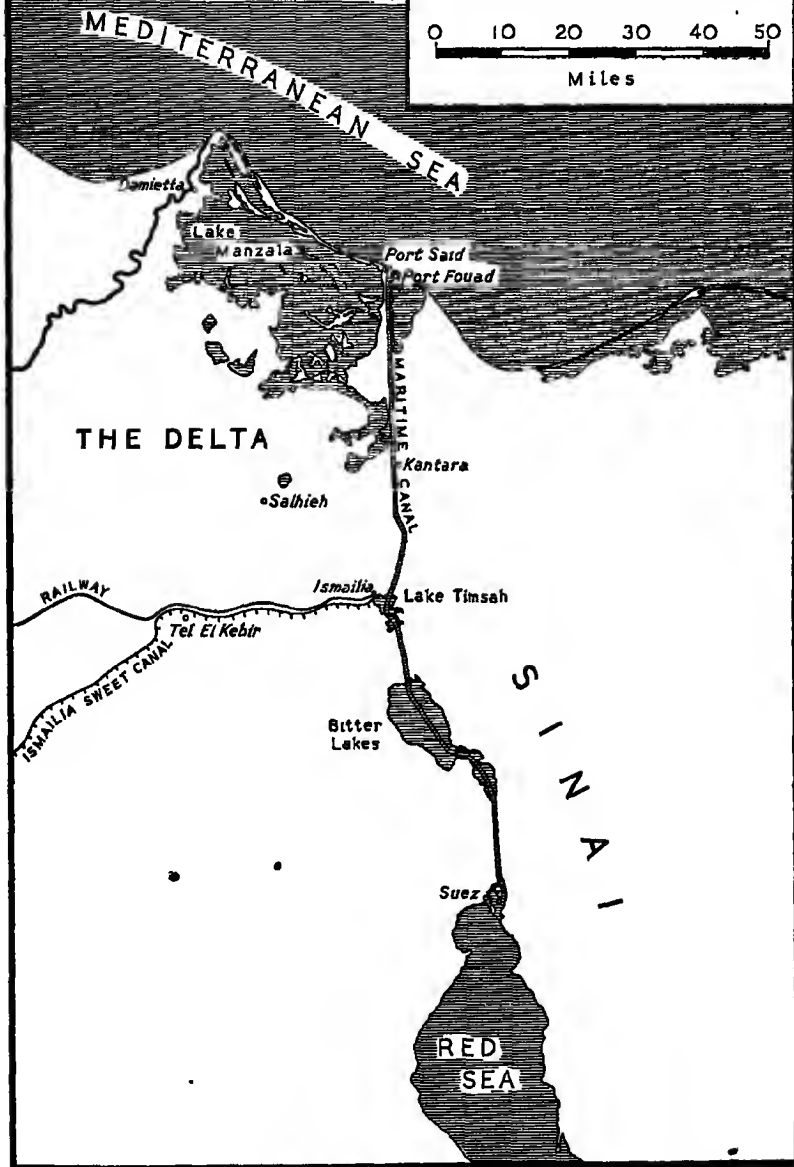 0 10 20 30 40 50
Miles
MEDITERRANEAN SEA
Damietta
Lake
Manzala
Port Said
Port Fouad
MARITIME CANAL
THE DELTA
Kantara
Salhieh
Ismailia
Lake Timsah
RAILWAY
Tel El Kebir
ISMAILIA SWEET CANAL
SINAI
Bitter
Lakes
Suez
RED
SEA